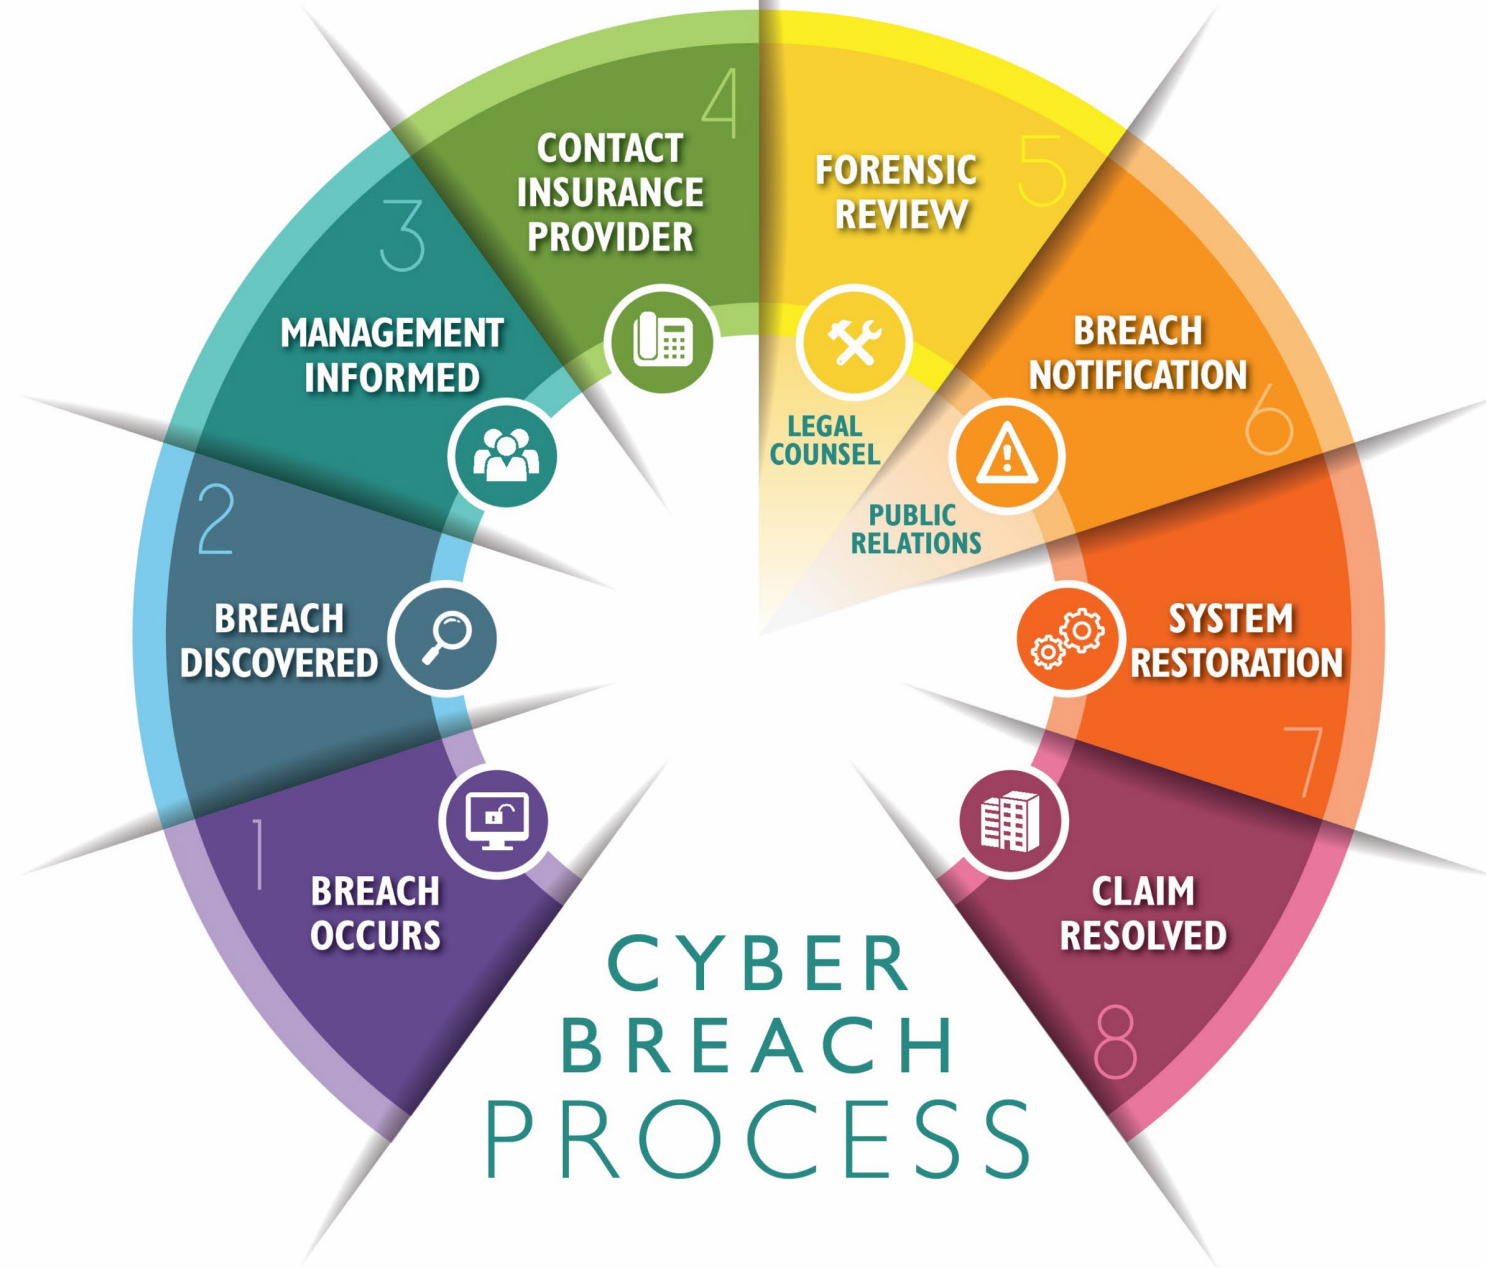 1
BREACH
OCCURS
2
BREACH
DISCOVERED
3
MANAGEMENT
INFORMED
4
CONTACT
INSURANCE
PROVIDER
5
FORENSIC
REVIEW
LEGAL
COUNSEL
6
BREACH
NOTIFICATION
PUBLIC
RELATIONS
7
SYSTEM
RESTORATION
8
CLAIM
RESOLVED
CYBER
BREACH
PROCESS